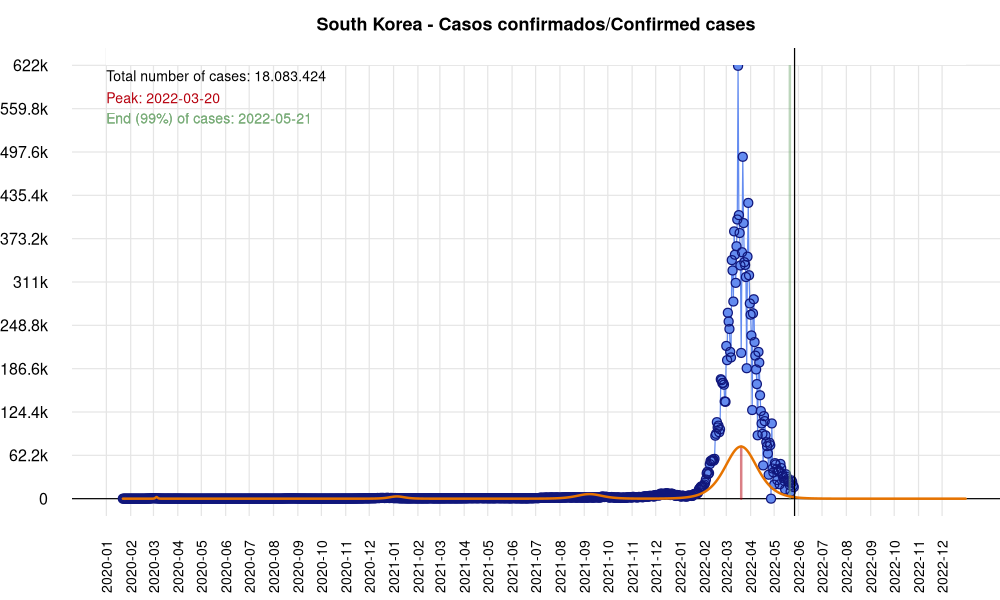 South Korea - Casos confirmados/Confirmed cases
622k
Total number of cases: 18.083.424
Peak: 2022-03-20
End (99%) of cases: 2022-05-21
559.8k
497.6k
435.4k
373.2k
311k
248.8k
186.6k
124.4k
62.2k
0
2020-01
2020-02
2020-03
2020-04
2020-05
2020-06
2020-07
2020-08
2020-09
2020-10
2020-11
2020-12
2021-01
2021-02
2021-03
2021-04
2021-05
2021-06
2021-07
2021-08
2021-09
2021-10
2021-11
2021-12
2022-01
2022-02
2022-03
2022-04
2022-05
2022-06
2022-07
2022-08
2022-09
2022-10
2022-11
2022-12